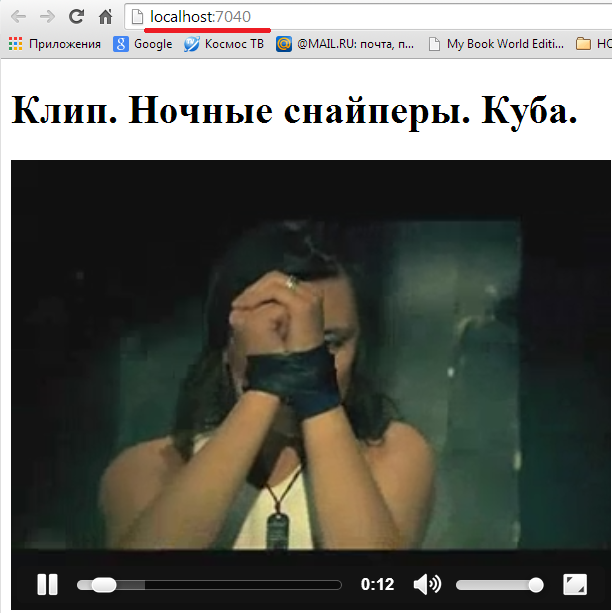 localhost:7040
Приложения Google Космос ТВ @MAIL.RU: почта, п... My Book World Editi... НО
Клип. Ночные снайперы. Куба.
0:12